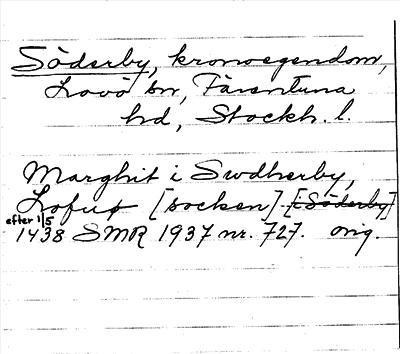 Söderby, kronoegendom,
Lovö sn, Färentuna
hd, Stockh. l.
Marghit i Swdherby,
Lofuø [socken] [i Söderby]
efter 1/5
1438 SMR 1937 nr. 727. orig.